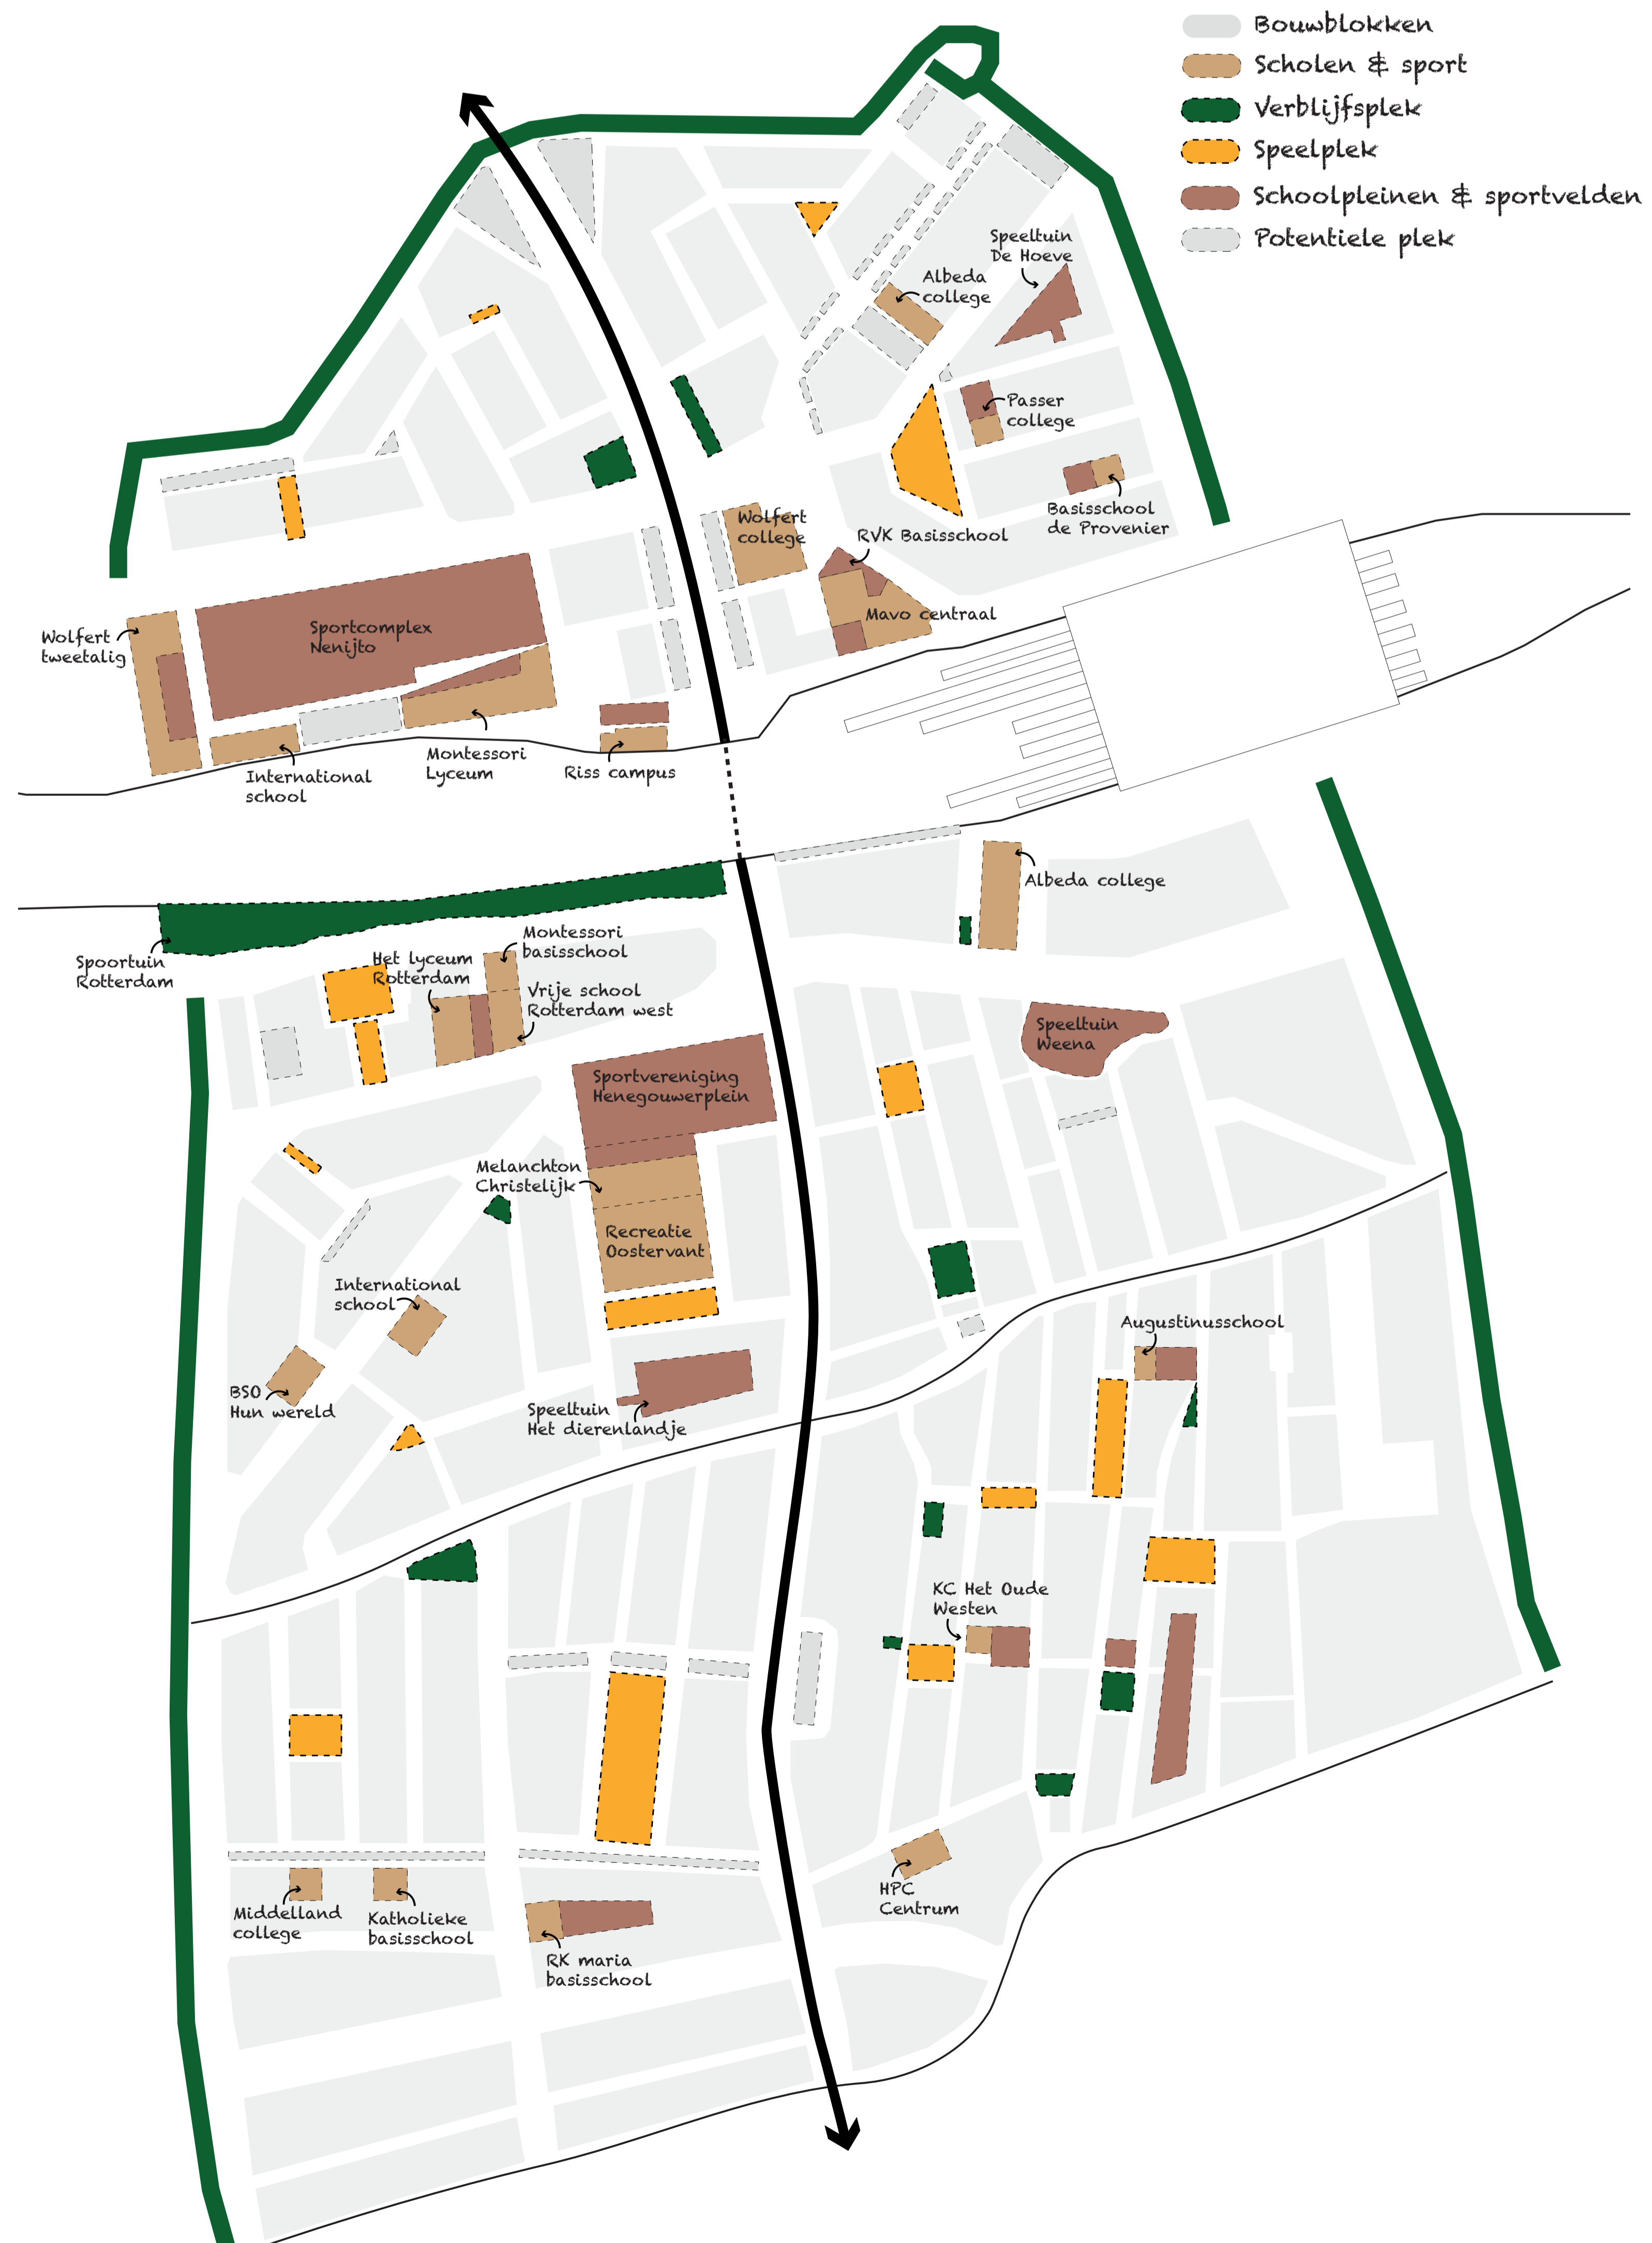 Bouwblokken
Scholen & sport
Verblijfsplek
Speelplek
Schoolpleinen & sportvelden
Potentiele plek
Speeltuin
De Hoeve
Albeda
college
Passer
college
Basisschool
de Provenier
Wolfert
college
RVK Basisschool
Mavo centraal
Wolfert
tweetalig
Sportcomplex
Nenijto
International
school
Montessori
Lyceum
Riss campus
Albeda college
Spoortuin
Rotterdam
Het lyceum
Rotterdam
Montessori
basisschool
Vrije school
Rotterdam west
Speeltuin
Weena
Sportvereniging
Henegouwerplein
Melanchton
Christelijk
Recreatie
Oostervant
International
school
BSO
Hun wereld
Speeltuin
Het dierenlandje
Augustinusschool
KC Het Oude
Westen
HPC
Centrum
Middelland
college
Katholieke
basisschool
RK maria
basisschool